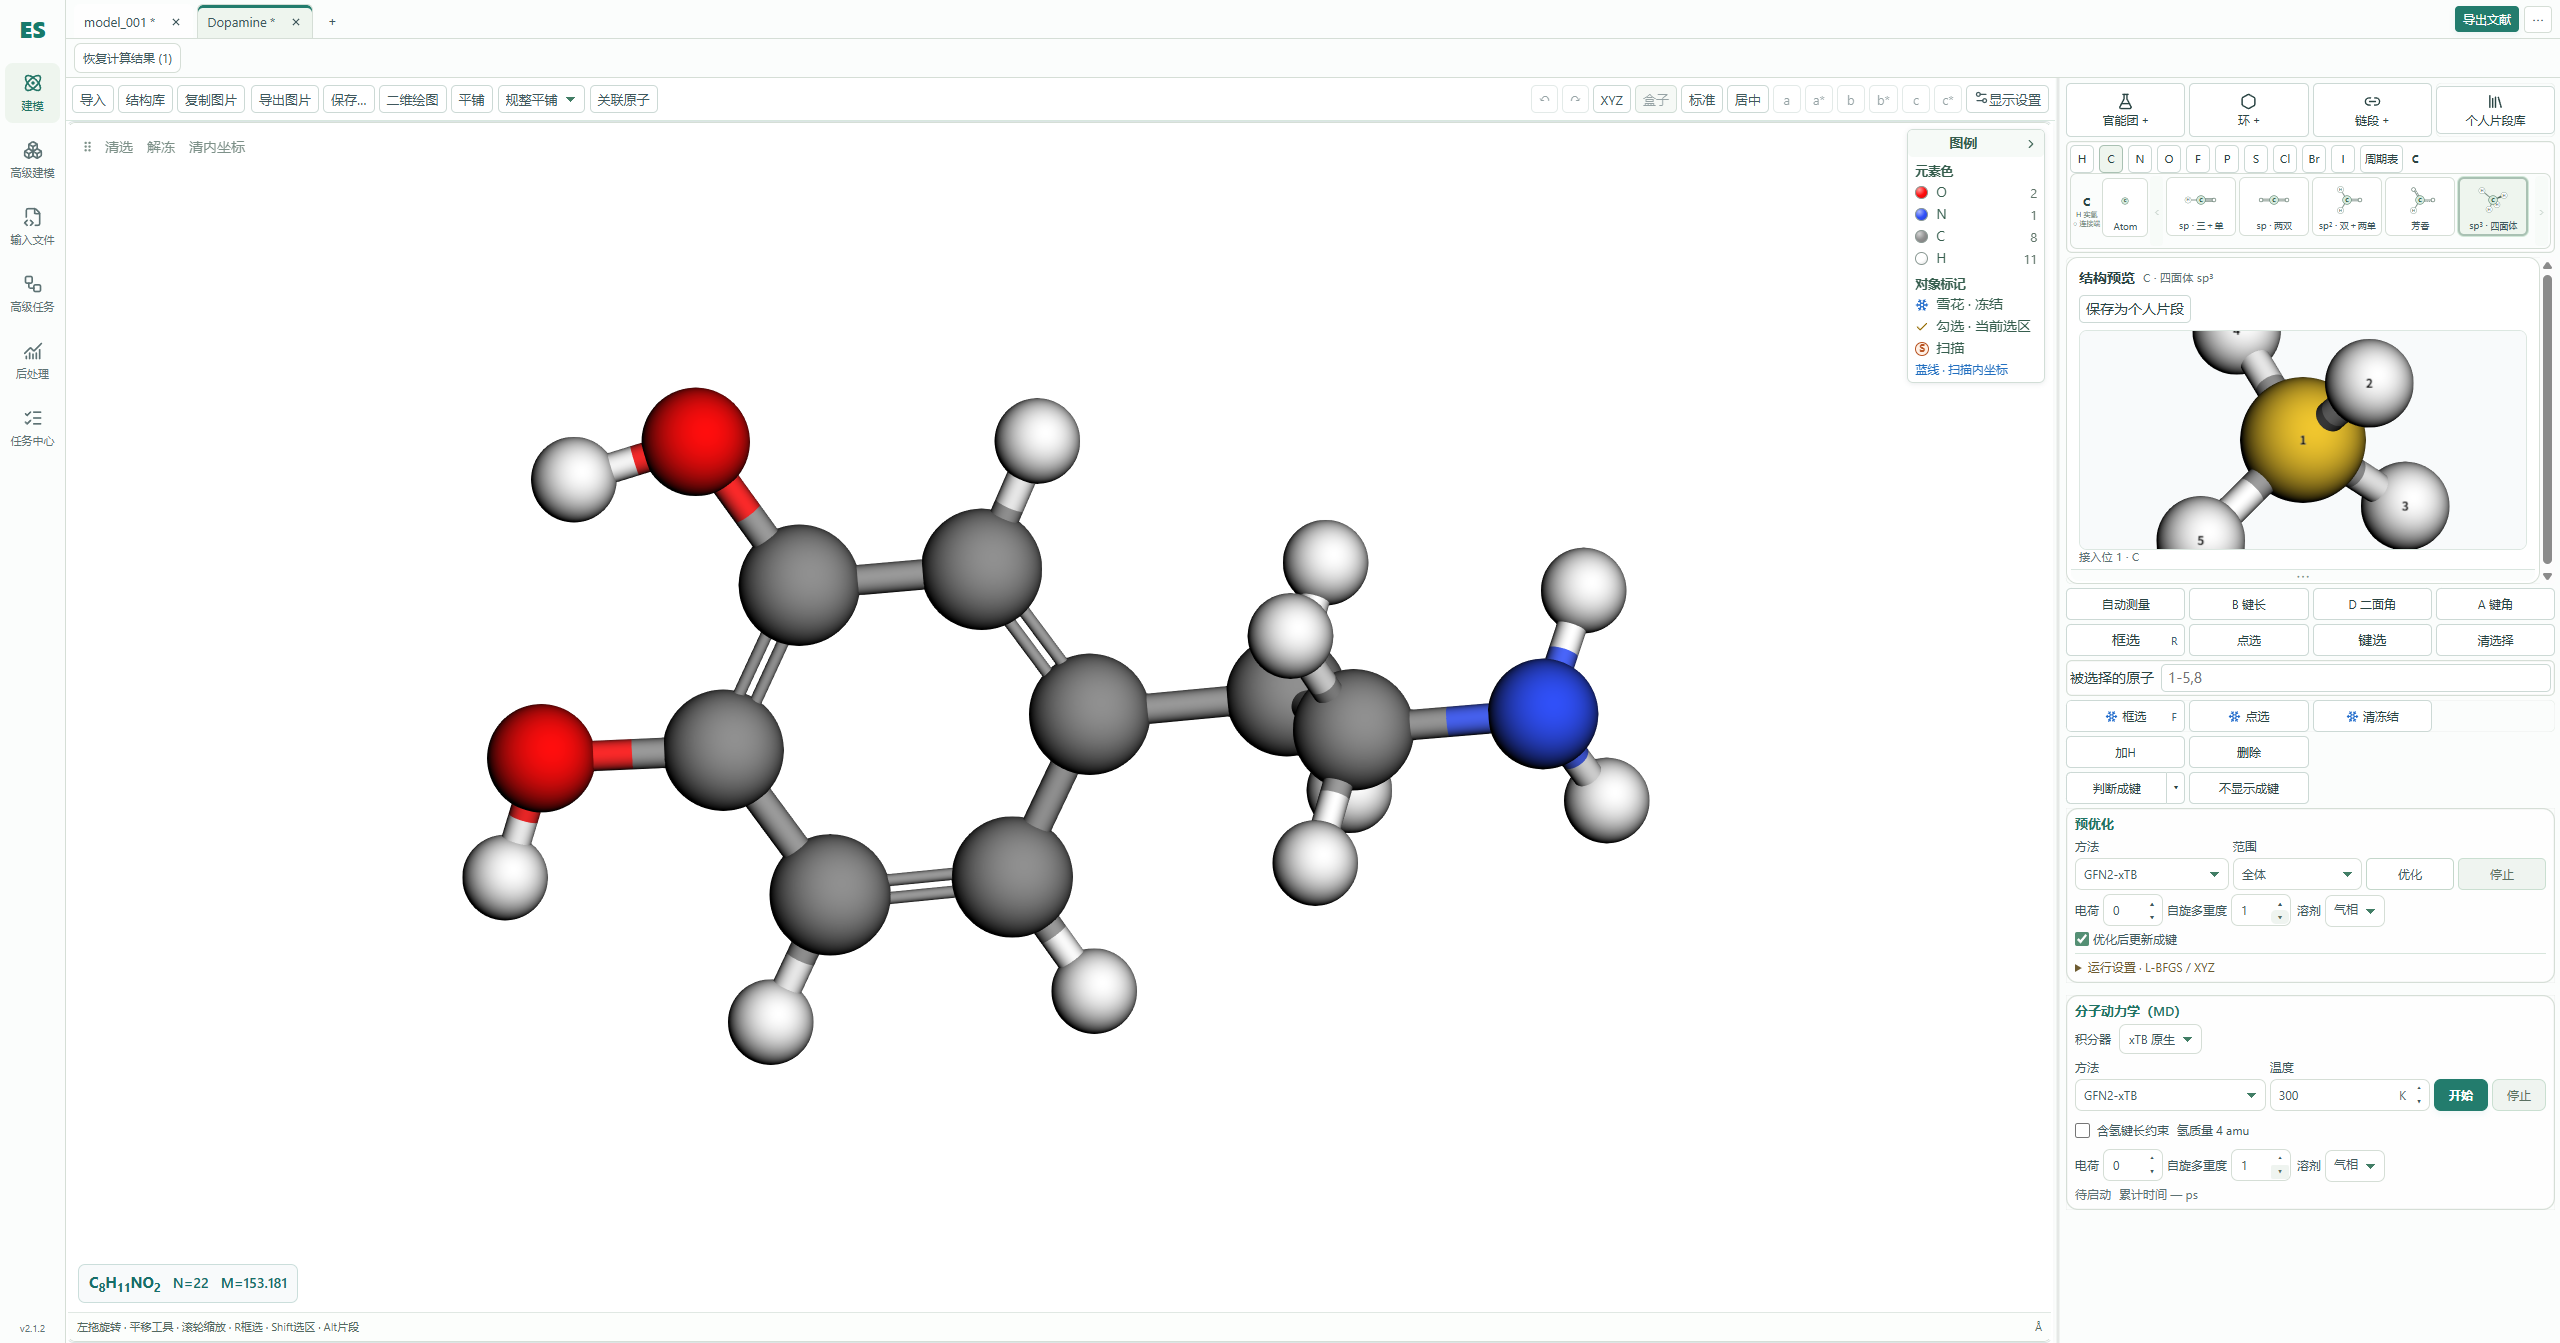 ES
model_001 * ✕ Dopamine * ✕ +
导出文献 ...
恢复计算结果 (1)
建模
高级建模
输入文件
高级任务
后处理
任务中心
v2.1.2
导入 结构库 复制图片 导出图片 保存... 二维绘图 平铺 规整平铺 关联原子
XYZ 盒子 标准 居中 a a* b b* c c* 显示设置
清选 解冻 清内坐标
图例
元素色
O 2
N 1
C 8
H 11
对象标记
雪花 · 冻结
勾选 · 当前选区
S 扫描
蓝线 · 扫描内坐标
C8H11NO2 N=22 M=153.181
左拖旋转 · 平移工具 · 滚轮缩放 · R框选 · Shift选区 · Alt片段
Å
官能团 + 环 + 链段 + 个人片段库
H C N O F P S Cl Br I 周期表 C
C
H 实氢
○ 连接端
Atom sp · 三+单 sp · 两双 sp² · 双+两单 芳香 sp³ · 四面体
结构预览 C · 四面体 sp³
保存为个人片段
4
2
1
3
5
接入位 1 · C
...
自动测量 B 键长 D 二面角 A 键角
框选 R 点选 键选 清选择
被选择的原子 1-5,8
框选 F 点选 清冻结
加H 删除
判断成键 不显示成键
预优化
方法 范围
GFN2-xTB 全体 优化 停止
电荷 0 自旋多重度 1 溶剂 气相
优化后更新成键
运行设置 · L-BFGS / XYZ
分子动力学（MD）
积分器 xTB 原生
方法 温度
GFN2-xTB 300 K 开始 停止
含氢键长约束 氢质量 4 amu
电荷 0 自旋多重度 1 溶剂 气相
待启动 累计时间 — ps